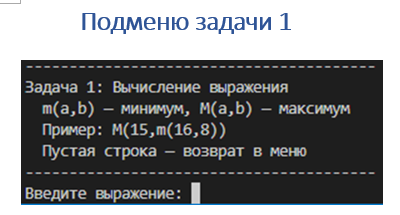 Подменю задачи 1
----------------------------------------
Задача 1: Вычисление выражения
m(a,b) — минимум, M(a,b) — максимум
Пример: M(15,m(16,8))
Пустая строка — возврат в меню
----------------------------------------
Введите выражение: